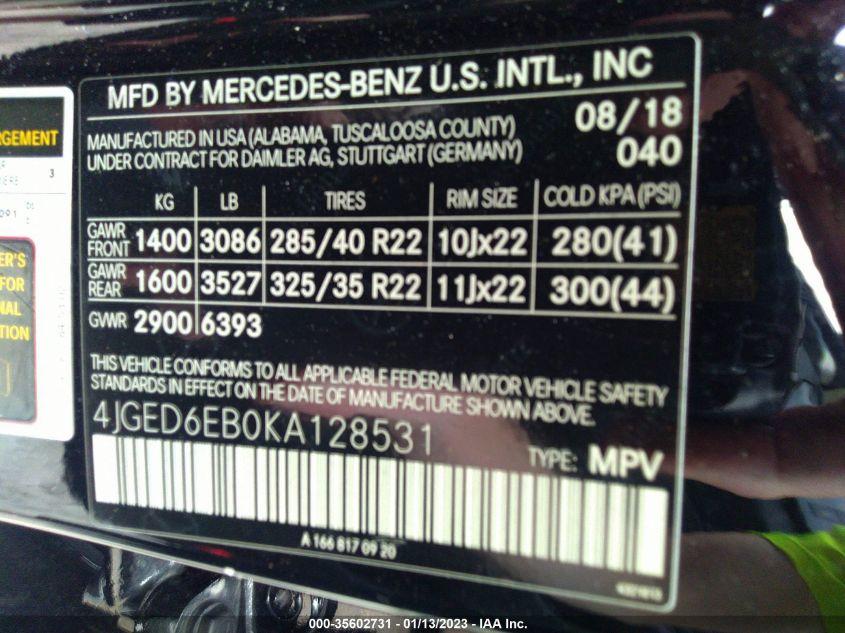 MFD BY MERCEDES-BENZ U.S. INTL., INC
MANUFACTURED IN USA (ALABAMA, TUSCALOOSA COUNTY) 08/18
UNDER CONTRACT FOR DAIMLER AG, STUTTGART (GERMANY) 040
KG LB TIRES RIM SIZE COLD KPA (PSI)
GAWR FRONT 1400 3086 285/40 R22 10Jx22 280(41)
GAWR REAR 1600 3527 325/35 R22 11Jx22 300(44)
GVWR 2900 6393
THIS VEHICLE CONFORMS TO ALL APPLICABLE FEDERAL MOTOR VEHICLE SAFETY
STANDARDS IN EFFECT ON THE DATE OF MANUFACTURE SHOWN ABOVE.
4JGED6EB0KA128531
TYPE: MPV
A 166 817 09 20
3
000-35602731 - 01/13/2023 - IAA Inc.